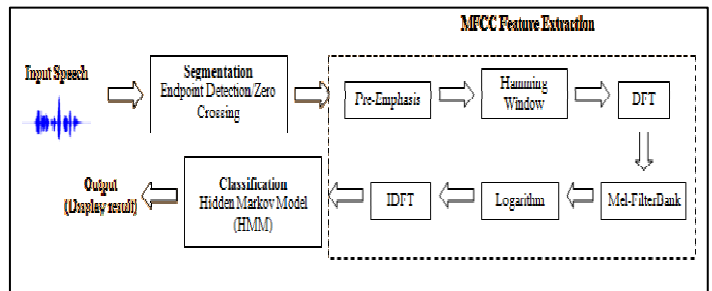 MFCC Feature Extraction
Input Speech
Segmentation
Endpoint Detection/Zero
Crossing
Pre-Emphasis
Hamming
Window
DFT
Mel-FilterBank
Logarithm
IDFT
Classification
Hidden Markov Model
(HMM)
Output
(Display result)